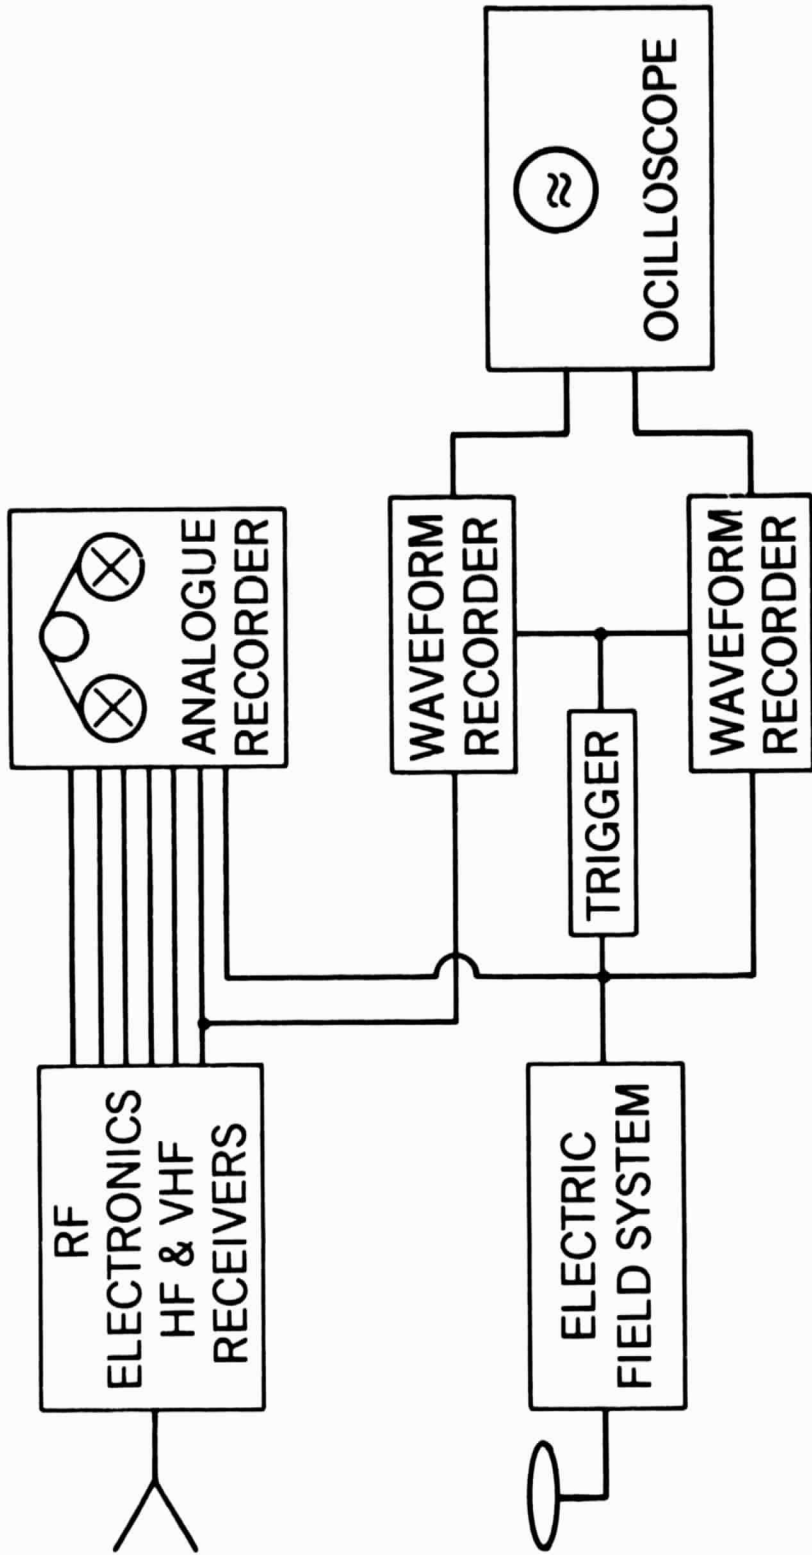 RF
ELECTRONICS
HF & VHF
RECEIVERS
ANALOGUE
RECORDER
WAVEFORM
RECORDER
OCILLOSCOPE
TRIGGER
ELECTRIC
FIELD SYSTEM
WAVEFORM
RECORDER